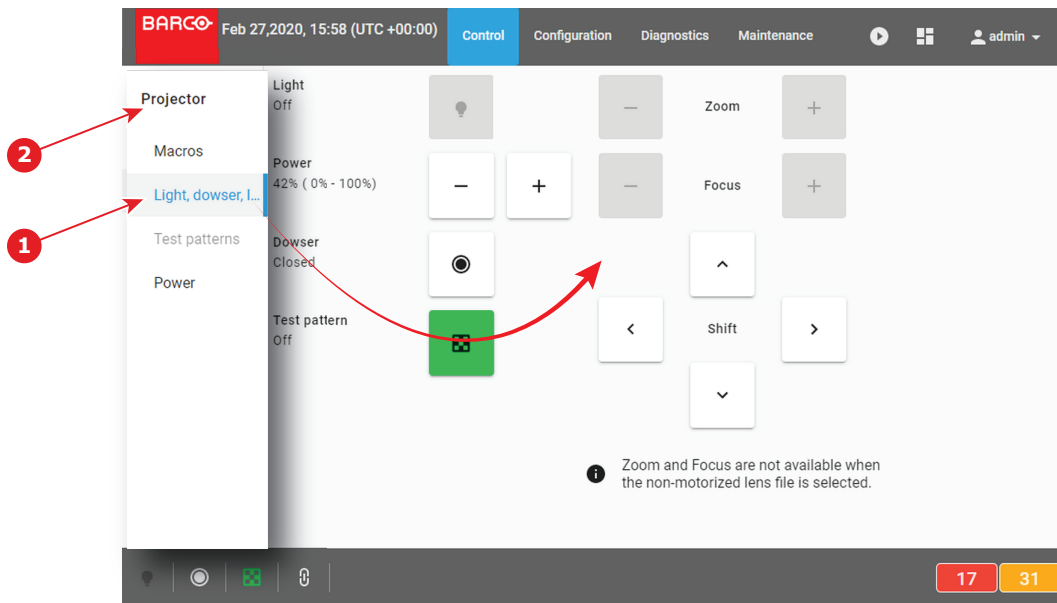 BARCO
Feb 27,2020, 15:58 (UTC +00:00)
Control
Configuration
Diagnostics
Maintenance
admin
Projector
Macros
Light, dowser, l...
Test patterns
Power
2
1
Light
Off
Power
42% ( 0% - 100%)
Dowser
Closed
Test pattern
Off
− Zoom +
− + − Focus +
Shift
Zoom and Focus are not available when
the non-motorized lens file is selected.
17
31